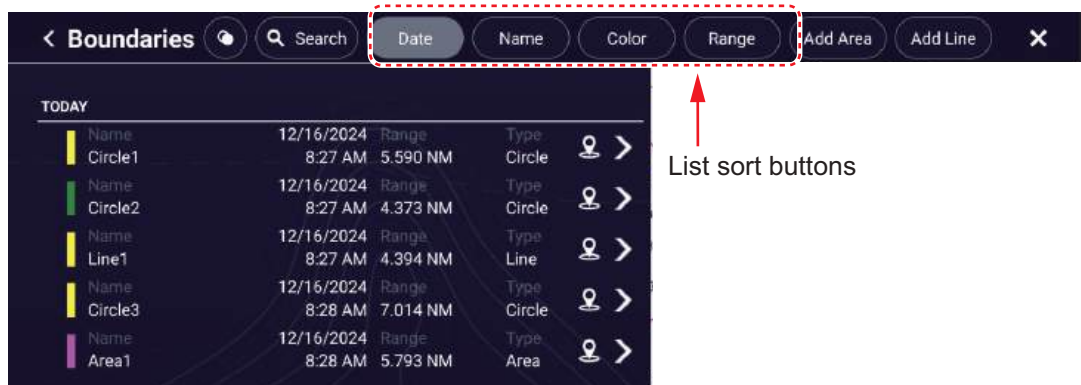 Boundaries Search Date Name Color Range Add Area Add Line
List sort buttons
TODAY
Name 12/16/2024 Range Type
Circle1 8:27 AM 5.590 NM Circle
Name 12/16/2024 Range Type
Circle2 8:27 AM 4.373 NM Circle
Name 12/16/2024 Range Type
Line1 8:27 AM 4.394 NM Line
Name 12/16/2024 Range Type
Circle3 8:28 AM 7.014 NM Circle
Name 12/16/2024 Range Type
Area1 8:28 AM 5.793 NM Area